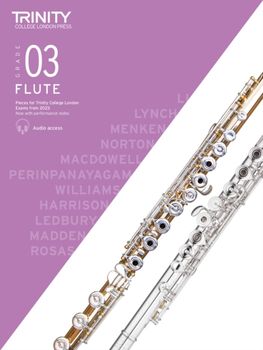 TRINITY
COLLEGE LONDON PRESS
GRADE
03
FLUTE
Pieces for Trinity College London
Exams from 2023
Now with performance notes
Audio access
LYNCH
MENKEN
NORTON
MACDOWELL
PERINPANAYAGAM
WILLIAMS
HARRISON
LEDBURY
MADDEN
ROSAS